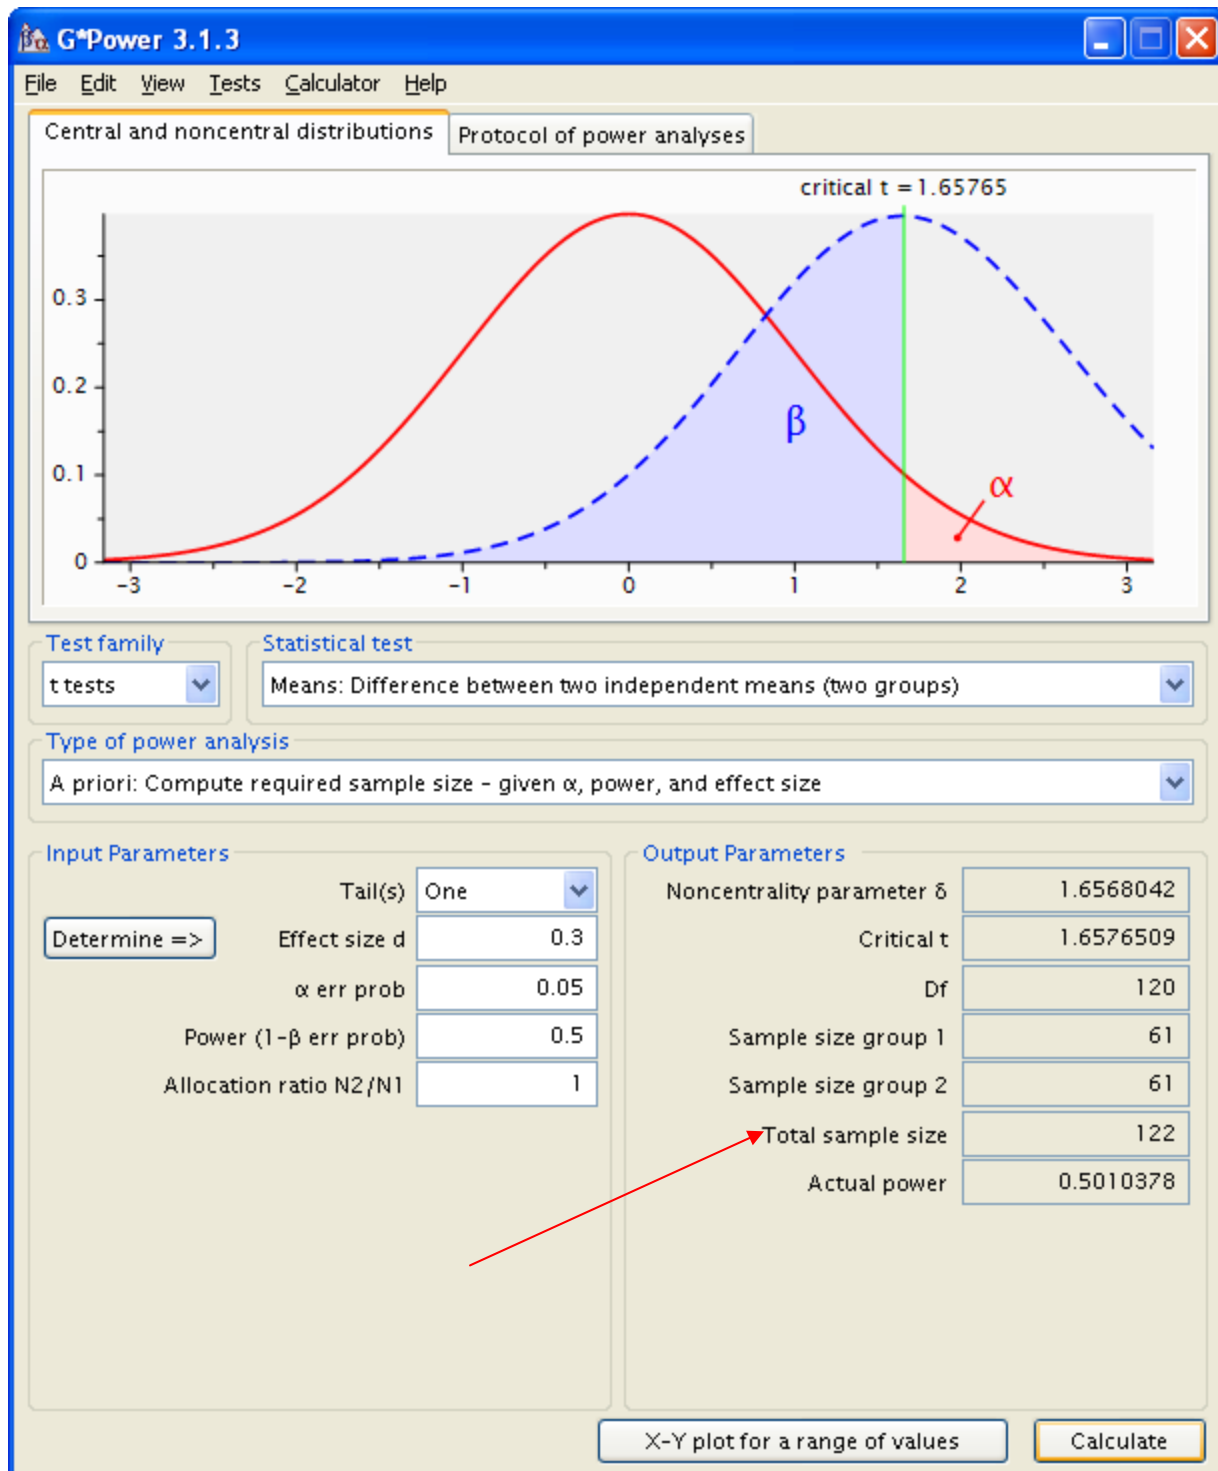 G*Power 3.1.3
File Edit View Tests Calculator Help
Central and noncentral distributions Protocol of power analyses
critical t = 1.65765
0.3
0.2
β
0.1
α
0
-3 -2 -1 0 1 2 3
Test family Statistical test
t tests Means: Difference between two independent means (two groups)
Type of power analysis
A priori: Compute required sample size - given α, power, and effect size
Input Parameters Output Parameters
Tail(s) One Noncentrality parameter δ 1.6568042
Determine => Effect size d 0.3 Critical t 1.6576509
α err prob 0.05 Df 120
Power (1-β err prob) 0.5 Sample size group 1 61
Allocation ratio N2/N1 1 Sample size group 2 61
Total sample size 122
Actual power 0.5010378
X-Y plot for a range of values Calculate